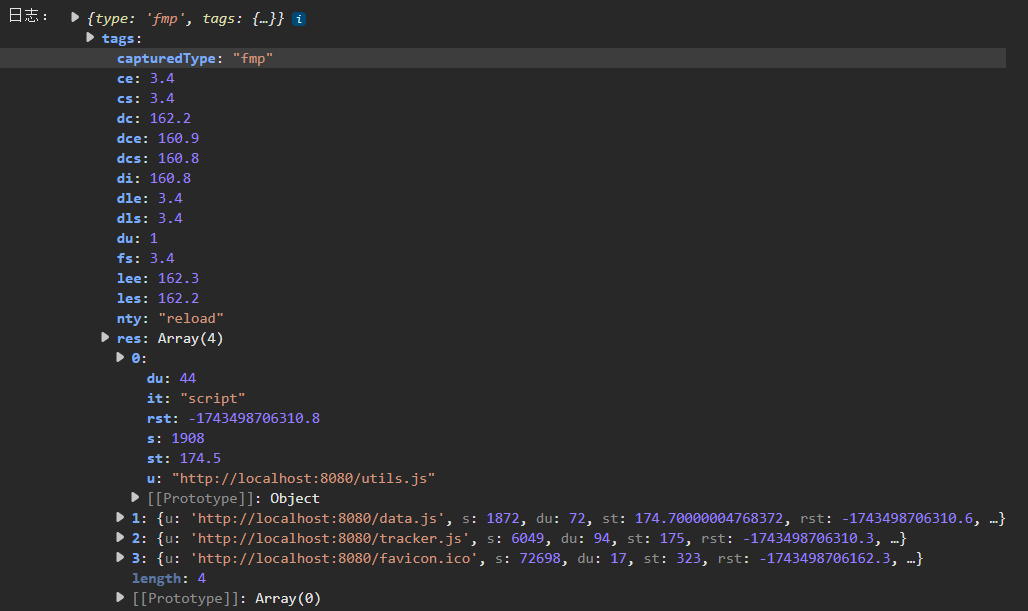 日志： {type: 'fmp', tags: {…}} i
tags:
capturedType: "fmp"
ce: 3.4
cs: 3.4
dc: 162.2
dce: 160.9
dcs: 160.8
di: 160.8
dle: 3.4
dls: 3.4
du: 1
fs: 3.4
lee: 162.3
les: 162.2
nty: "reload"
res: Array(4)
0:
du: 44
it: "script"
rst: -1743498706310.8
s: 1908
st: 174.5
u: "http://localhost:8080/utils.js"
[[Prototype]]: Object
1: {u: 'http://localhost:8080/data.js', s: 1872, du: 72, st: 174.70000004768372, rst: -1743498706310.6, …}
2: {u: 'http://localhost:8080/tracker.js', s: 6049, du: 94, st: 175, rst: -1743498706310.3, …}
3: {u: 'http://localhost:8080/favicon.ico', s: 72698, du: 17, st: 323, rst: -1743498706162.3, …}
length: 4
[[Prototype]]: Array(0)